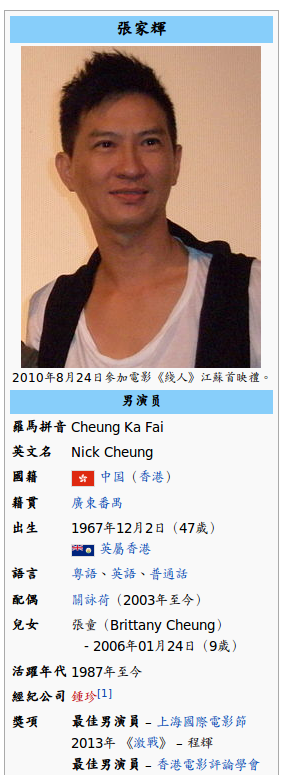 張家輝
2010年8月24日參加電影《綫人》江蘇首映禮。
男演員
羅馬拼音 Cheung Ka Fai
英文名 Nick Cheung
國籍 中国（香港）
籍貫 廣東番禺
出生 1967年12月2日（47歲）
英屬香港
語言 粵語、英語、普通話
配偶 關詠荷（2003年至今）
兒女 張童（Brittany Cheung）
- 2006年01月24日（9歲）
活躍年代 1987年至今
經紀公司 鍾珍[1]
獎項 最佳男演員 – 上海國際電影節
2013年 《激戰》 – 程輝
最佳男演員 – 香港電影評論學會